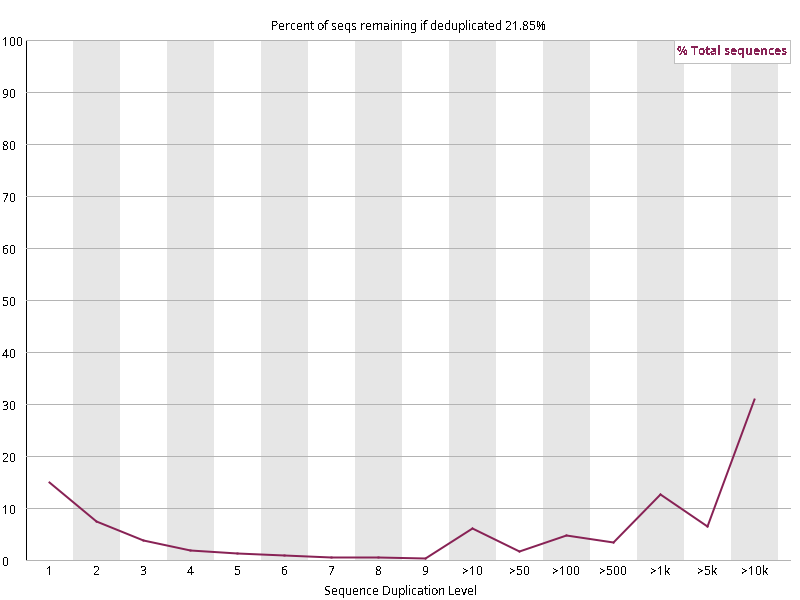 Percent of seqs remaining if deduplicated 21.85%
% Total sequences
100
90
80
70
60
50
40
30
20
10
0
1 2 3 4 5 6 7 8 9 >10 >50 >100 >500 >1k >5k >10k
Sequence Duplication Level